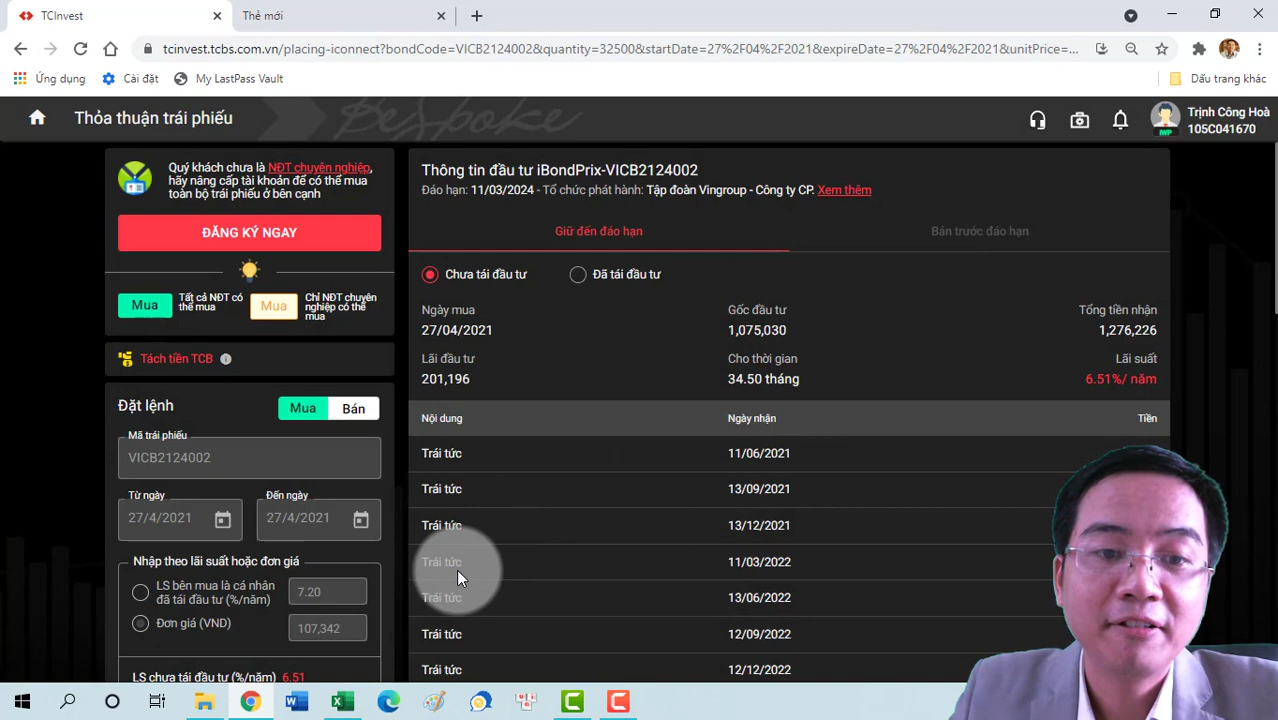 TCInvest
Thẻ mới
tcinvest.tcbs.com.vn/placing-iconnect?bondCode=VICB2124002&quantity=32500&startDate=27%2F04%2F2021&expireDate=27%2F04%2F2021&unitPrice=...
Ứng dụng
Cài đặt
My LastPass Vault
Dấu trang khác
Thỏa thuận trái phiếu
BeSpoke
Trịnh Công Hoà
105C041670
IWP
Quý khách chưa là NĐT chuyên nghiệp,
hãy nâng cấp tài khoản để có thể mua
toàn bộ trái phiếu ở bên cạnh
ĐĂNG KÝ NGAY
Mua
Tất cả NĐT có
thể mua
Mua
Chỉ NĐT chuyên
nghiệp có thể
mua
Tách tiền TCB
Đặt lệnh
Mua
Bán
Mã trái phiếu
VICB2124002
Từ ngày
27/4/2021
Đến ngày
27/4/2021
Nhập theo lãi suất hoặc đơn giá
LS bên mua là cá nhân
đã tái đầu tư (%/năm)
7.20
Đơn giá (VND)
107,342
LS chưa tái đầu tư (%/năm) 6.51
Thông tin đầu tư iBondPrix-VICB2124002
Đáo hạn: 11/03/2024 - Tổ chức phát hành: Tập đoàn Vingroup - Công ty CP. Xem thêm
Giữ đến đáo hạn
Bán trước đáo hạn
Chưa tái đầu tư
Đã tái đầu tư
Ngày mua
Gốc đầu tư
Tổng tiền nhận
27/04/2021
1,075,030
1,276,226
Lãi đầu tư
Cho thời gian
Lãi suất
201,196
34.50 tháng
6.51%/ năm
Nội dung
Ngày nhận
Tiền
Trái tức
11/06/2021
Trái tức
13/09/2021
Trái tức
13/12/2021
Trái tức
11/03/2022
Trái tức
13/06/2022
Trái tức
12/09/2022
Trái tức
12/12/2022